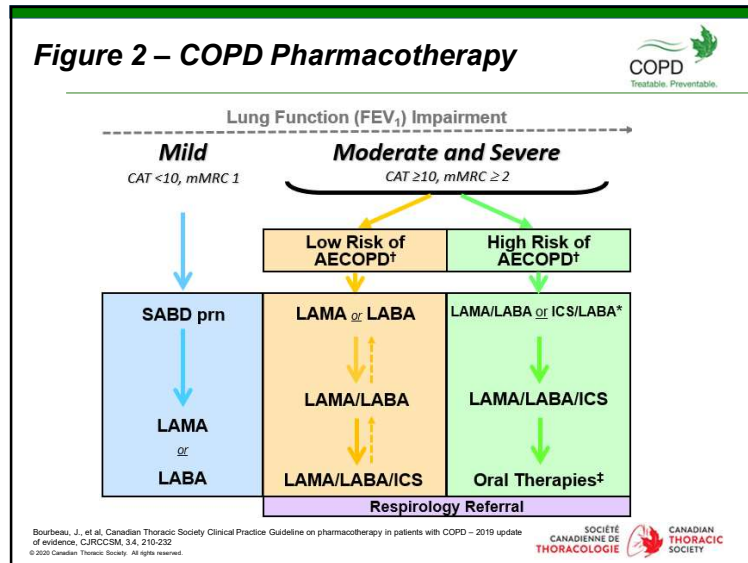 Figure 2 – COPD Pharmacotherapy
COPD
Treatable. Preventable.
Lung Function (FEV₁) Impairment
Mild
CAT <10, mMRC 1
Moderate and Severe
CAT ≥10, mMRC ≥ 2
Low Risk of
AECOPD†
High Risk of
AECOPD†
SABD prn
LAMA
or
LABA
LAMA or LABA
LAMA/LABA
LAMA/LABA/ICS
LAMA/LABA or ICS/LABA*
LAMA/LABA/ICS
Oral Therapies‡
Respirology Referral
Bourbeau, J., et al, Canadian Thoracic Society Clinical Practice Guideline on pharmacotherapy in patients with COPD – 2019 update
of evidence, CJRCCSM, 3.4, 210-232
© 2020 Canadian Thoracic Society. All rights reserved.
SOCIÉTÉ
CANADIENNE DE
THORACOLOGIE
CANADIAN
THORACIC
SOCIETY